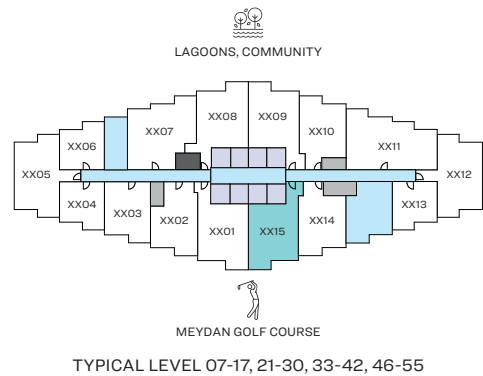 LAGOONS, COMMUNITY
XX08 XX09
XX07 XX10
XX06 XX11
XX05 XX12
XX04 XX03 XX02 XX01 XX15 XX14 XX13
MEYDAN GOLF COURSE
TYPICAL LEVEL 07-17, 21-30, 33-42, 46-55